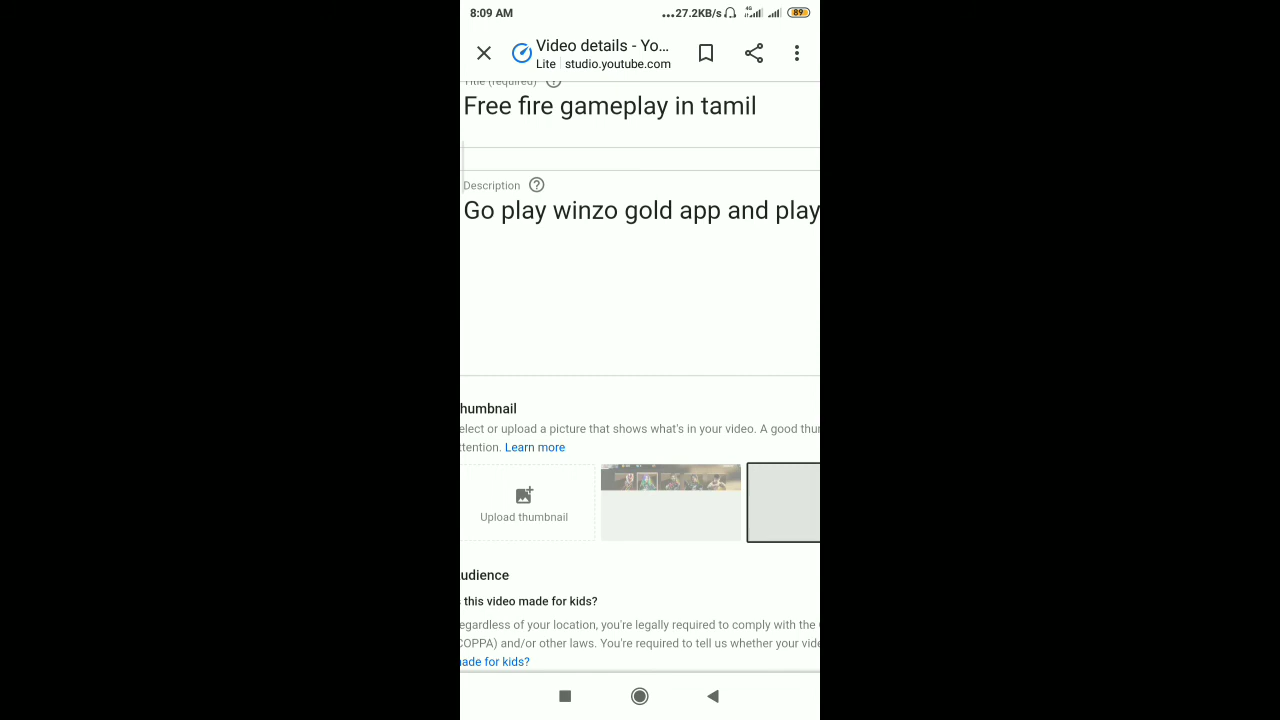 8:09 AM
...27.2KB/s
4G
89
Video details - Yo...
Lite studio.youtube.com
Title (required)
Free fire gameplay in tamil
Description
Go play winzo gold app and play
humbnail
elect or upload a picture that shows what's in your video. A good thu
ttention. Learn more
Upload thumbnail
udience
this video made for kids?
egardless of your location, you're legally required to comply with the
COPPA) and/or other laws. You're required to tell us whether your vide
ade for kids?